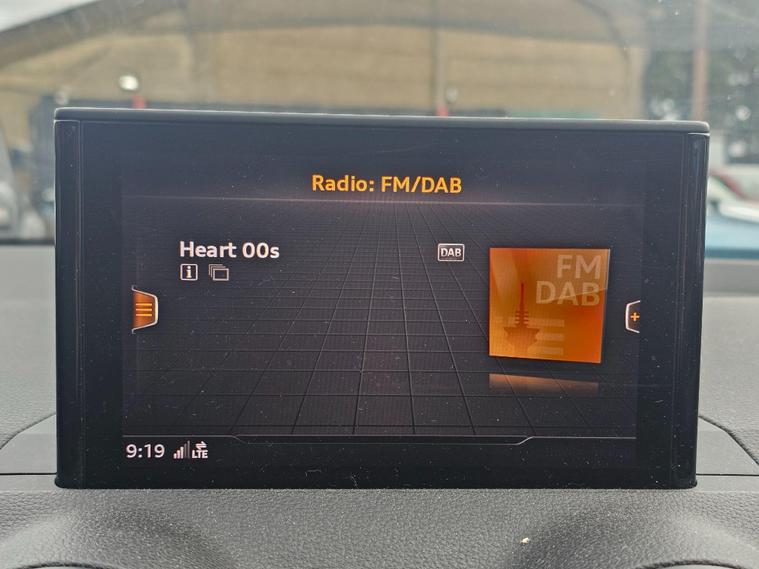 Radio: FM/DAB
Heart 00s
DAB
i
FM
DAB
9:19
LTE